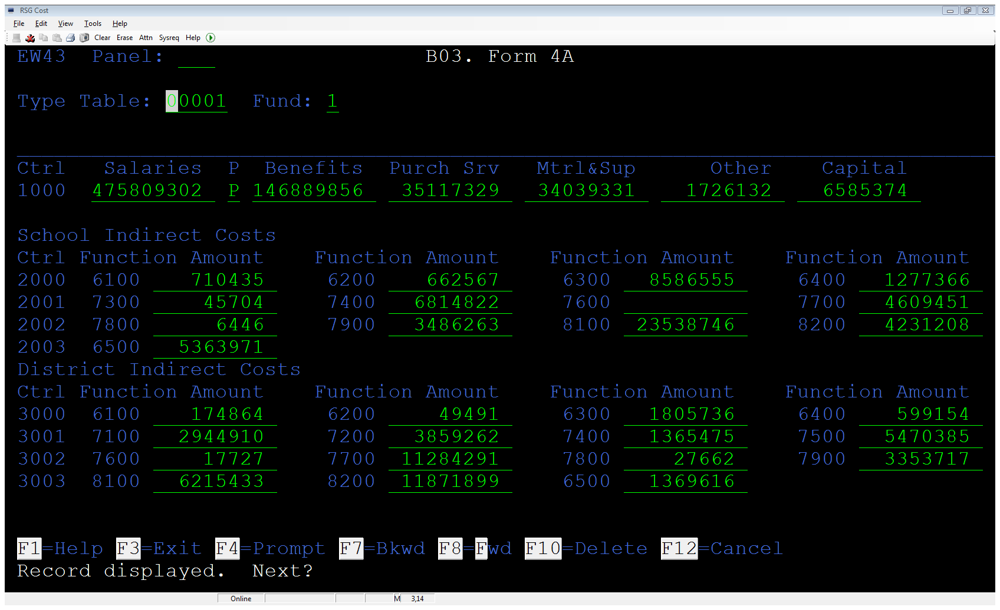 RSG Cost
File Edit View Tools Help
Clear Erase Attn Sysreq Help
EW43 Panel: B03. Form 4A
Type Table: 00001 Fund: 1
Ctrl Salaries P Benefits Purch Srv Mtrl&Sup Other Capital
1000 475809302 P 146889856 35117329 34039331 1726132 6585374
School Indirect Costs
Ctrl Function Amount Function Amount Function Amount Function Amount
2000 6100 710435 6200 662567 6300 8586555 6400 1277366
2001 7300 45704 7400 6814822 7600 7700 4609451
2002 7800 6446 7900 3486263 8100 23538746 8200 4231208
2003 6500 5363971
District Indirect Costs
Ctrl Function Amount Function Amount Function Amount Function Amount
3000 6100 174864 6200 49491 6300 1805736 6400 599154
3001 7100 2944910 7200 3859262 7400 1365475 7500 5470385
3002 7600 17727 7700 11284291 7800 27662 7900 3353717
3003 8100 6215433 8200 11871899 6500 1369616
F1=Help F3=Exit F4=Prompt F7=Bkwd F8=Fwd F10=Delete F12=Cancel
Record displayed. Next?
Online M 3,14